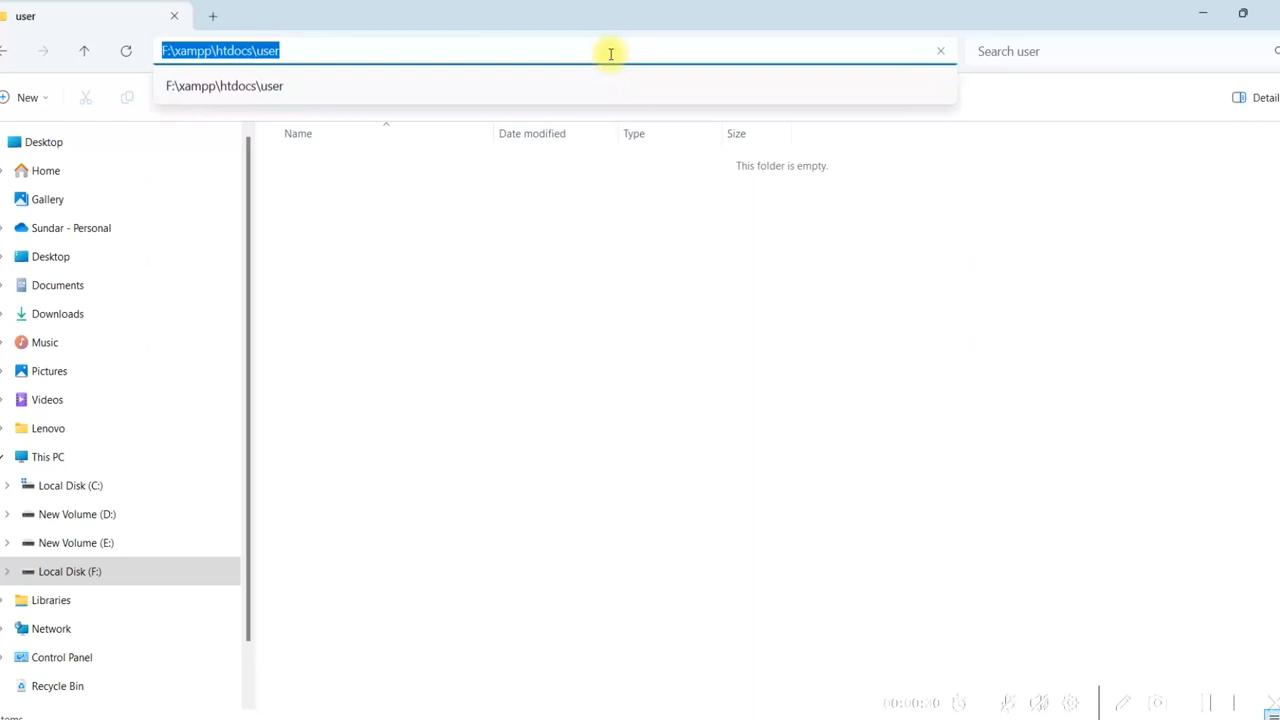 user
F:\xampp\htdocs\user
Search user
F:\xampp\htdocs\user
New
Detail
Name
Date modified
Type
Size
This folder is empty.
Desktop
Home
Gallery
Sundar - Personal
Desktop
Documents
Downloads
Music
Pictures
Videos
Lenovo
This PC
Local Disk (C:)
New Volume (D:)
New Volume (E:)
Local Disk (F:)
Libraries
Network
Control Panel
Recycle Bin
tems